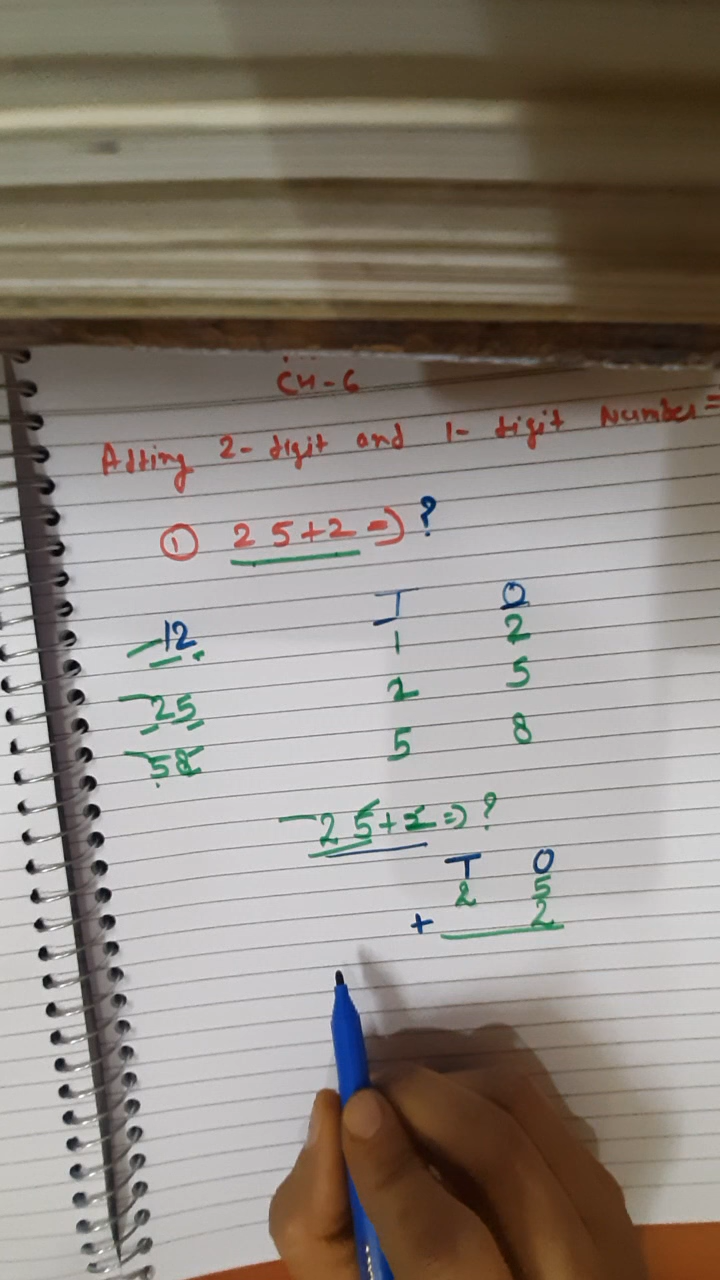 CH-6
Adding 2-digit and 1-digit Number=
① 25+2 => ?
T O
12 1 2
25 2 5
58 5 8
25+2=> ?
T O
2 5
+ 2